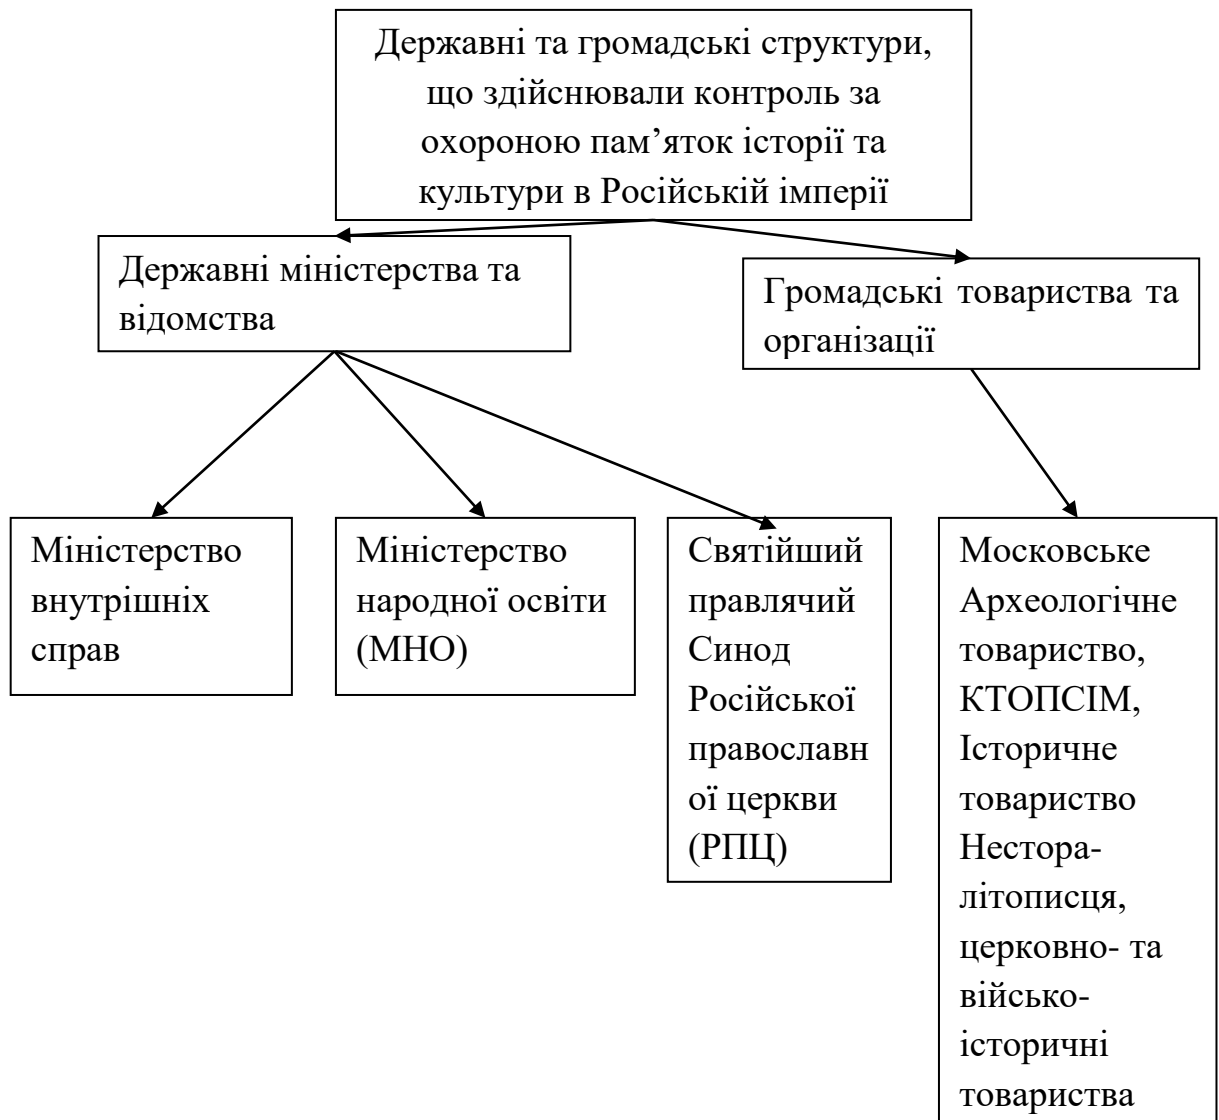 Державні та громадські структури,
що здійснювали контроль за
охороною пам’яток історії та
культури в Російській імперії
Державні міністерства та
відомства
Громадські товариства та
організації
Міністерство
внутрішніх
справ
Міністерство
народної освіти
(МНО)
Святійший
правлячий
Синод
Російської
православн
ої церкви
(РПЦ)
Московське
Археологічне
товариство,
КТОПСІМ,
Історичне
товариство
Нестора-
літописця,
церковно- та
військо-
історичні
товариства